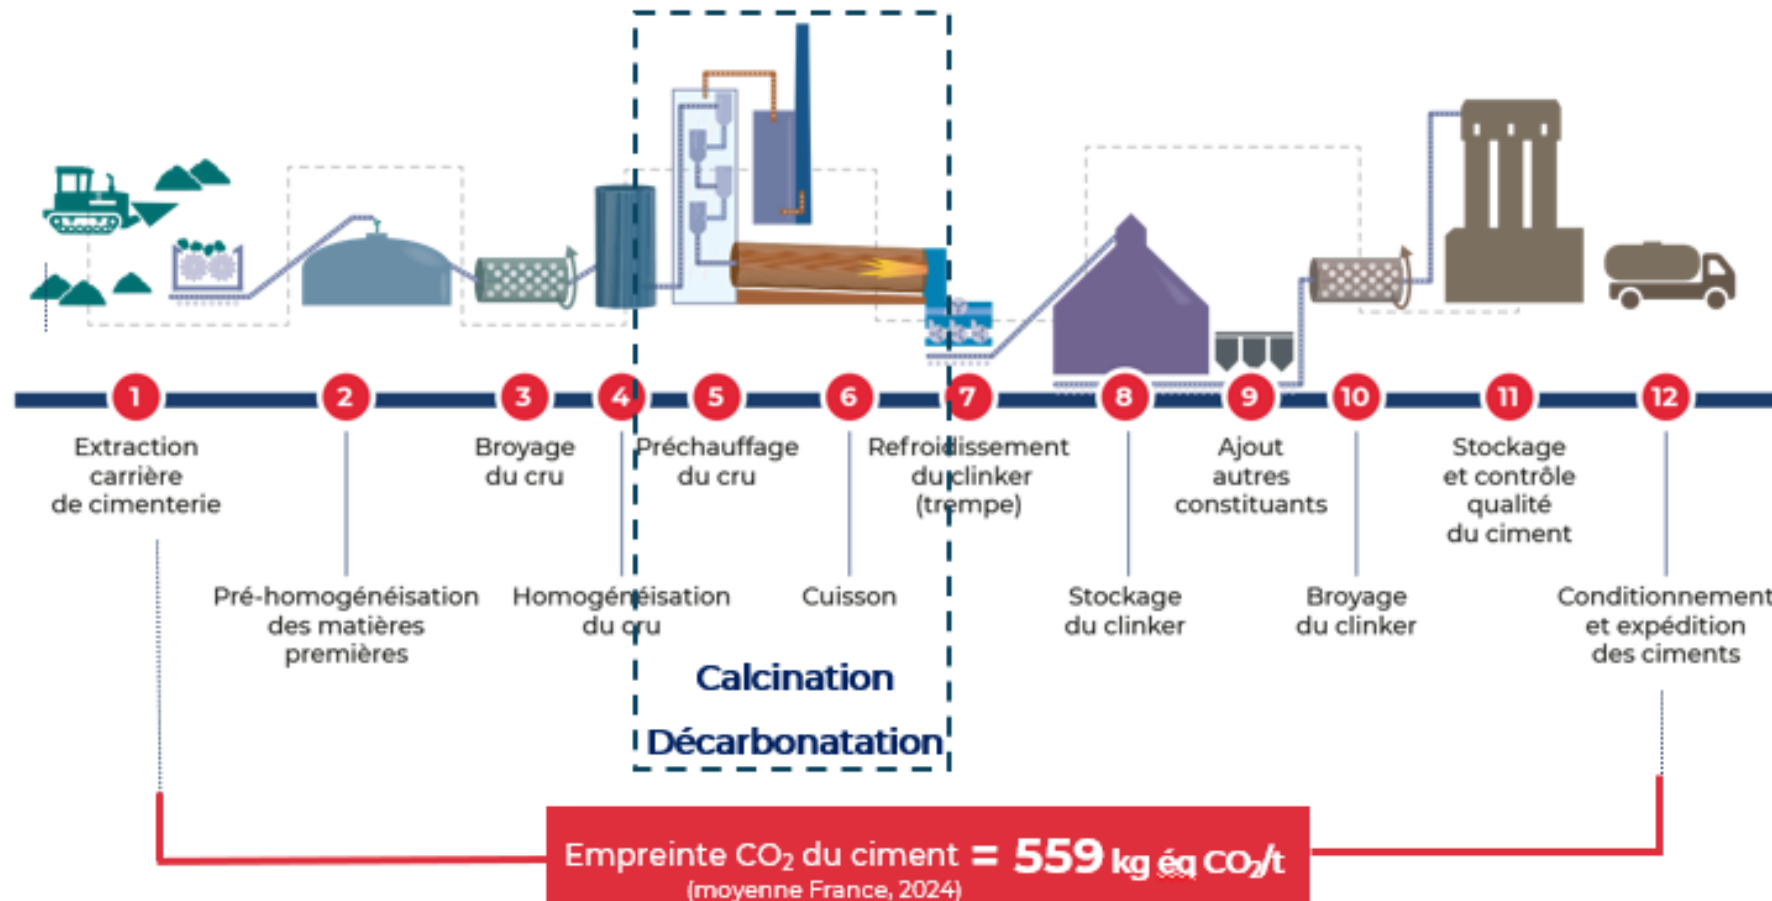 1
2
3
4
5
6
7
8
9
10
11
12
Extraction
carrière
de cimenterie
Pré-homogénéisation
des matières
premières
Broyage
du cru
Homogénéisation
du cru
Préchauffage
du cru
Cuisson
Refroidissement
du clinker
(trempe)
Stockage
du clinker
Ajout
autres
constituants
Broyage
du clinker
Stockage
et contrôle
qualité
du ciment
Conditionnement
et expédition
des ciments
Calcination
Décarbonatation
Empreinte CO₂ du ciment = 559 kg éq CO₂/t
(moyenne France, 2024)